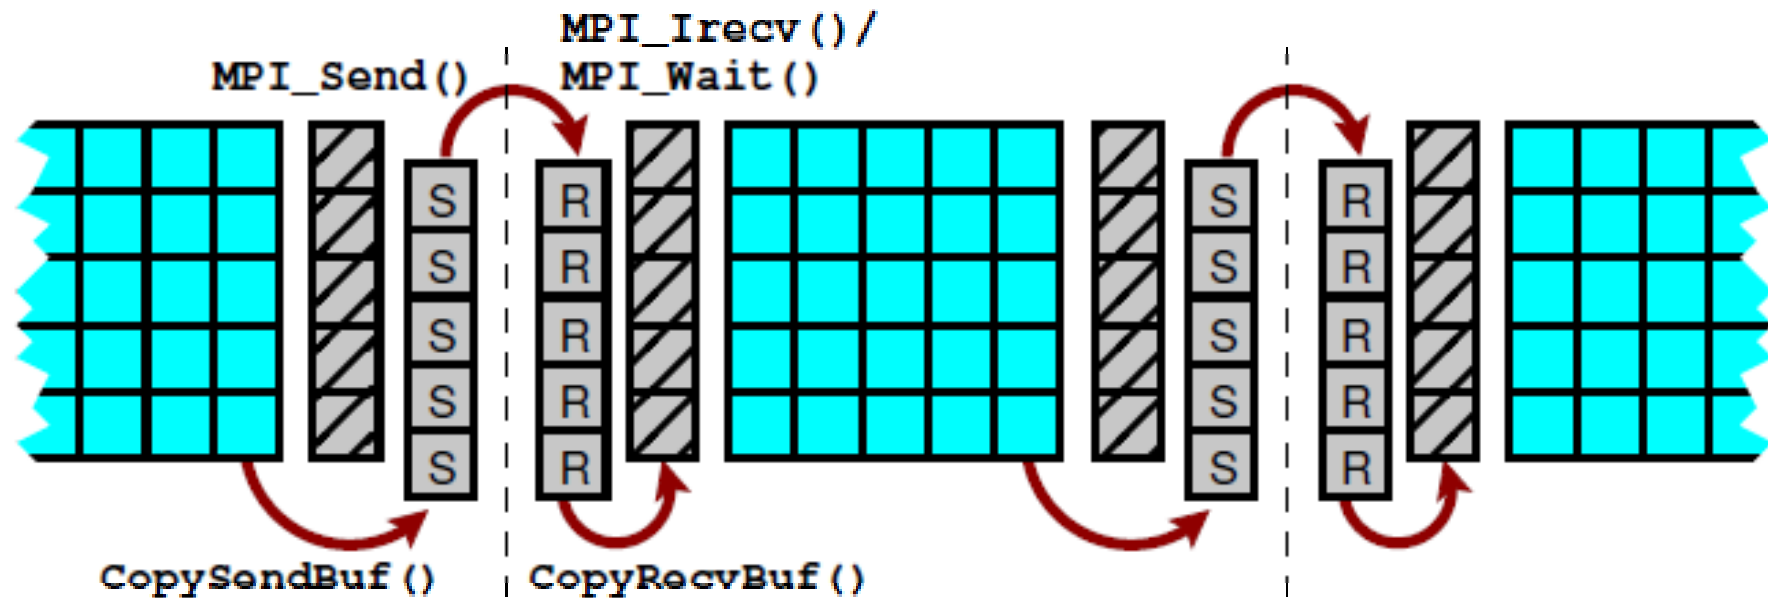 MPI_Irecv()/
MPI_Send() MPI_Wait()
S R S R
S R S R
S R S R
S R S R
S R S R
CopySendBuf() CopyRecvBuf()